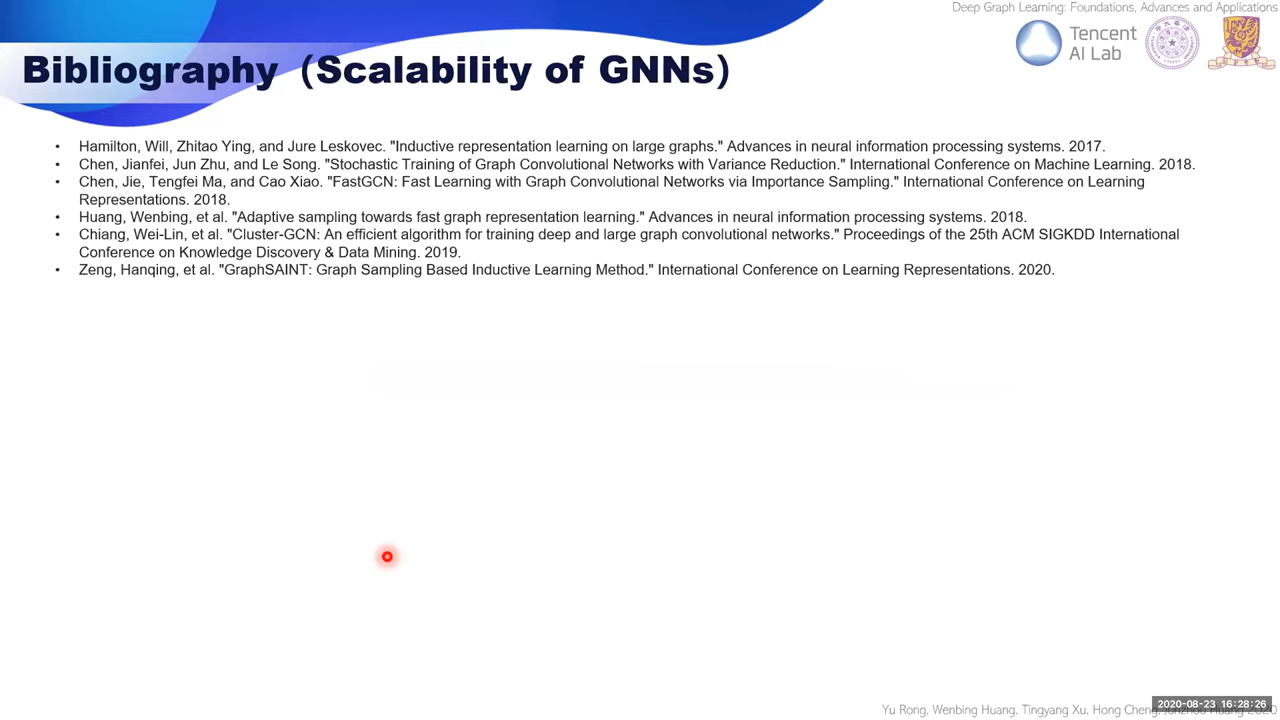 Deep Graph Learning: Foundations, Advances and Applications
Tencent
AI Lab
Bibliography（Scalability of GNNs）
• Hamilton, Will, Zhitao Ying, and Jure Leskovec. "Inductive representation learning on large graphs." Advances in neural information processing systems. 2017.
• Chen, Jianfei, Jun Zhu, and Le Song. "Stochastic Training of Graph Convolutional Networks with Variance Reduction." International Conference on Machine Learning. 2018.
• Chen, Jie, Tengfei Ma, and Cao Xiao. "FastGCN: Fast Learning with Graph Convolutional Networks via Importance Sampling." International Conference on Learning
Representations. 2018.
• Huang, Wenbing, et al. "Adaptive sampling towards fast graph representation learning." Advances in neural information processing systems. 2018.
• Chiang, Wei-Lin, et al. "Cluster-GCN: An efficient algorithm for training deep and large graph convolutional networks." Proceedings of the 25th ACM SIGKDD International
Conference on Knowledge Discovery & Data Mining. 2019.
• Zeng, Hanqing, et al. "GraphSAINT: Graph Sampling Based Inductive Learning Method." International Conference on Learning Representations. 2020.
2020-08-23 16:28:26
Yu Rong, Wenbing Huang, Tingyang Xu, Hong Cheng,